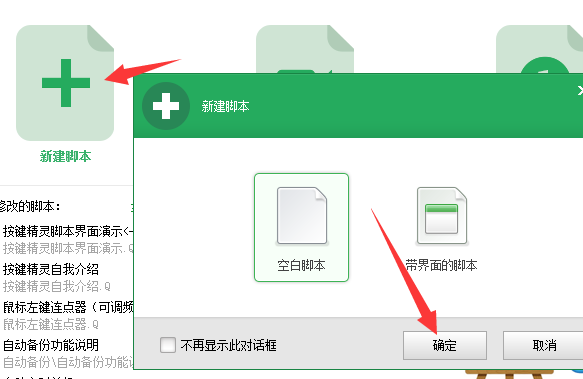 新建脚本
新建脚本
空白脚本
带界面的脚本
修改的脚本：
按键精灵脚本界面演示<-
按键精灵脚本界面演示.Q
按键精灵自我介绍
按键精灵自我介绍.Q
鼠标左键连点器（可调频
鼠标左键连点器.Q
自动备份功能说明
自动备份\自动备份功能说
不再显示此对话框
确定
取消